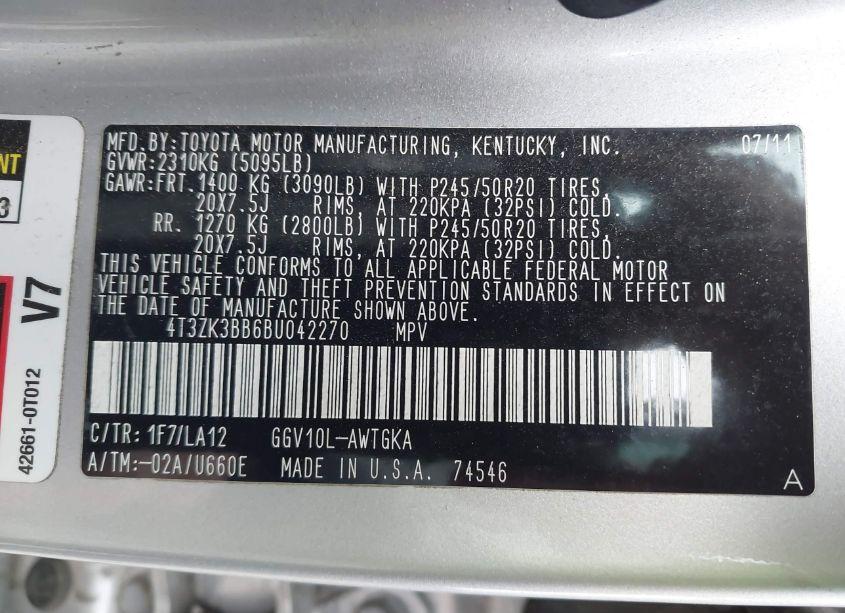 MFD.BY:TOYOTA MOTOR MANUFACTURING, KENTUCKY, INC. 07/11
GVWR:2310KG (5095LB)
GAWR:FRT.1400 KG (3090LB) WITH P245/50R20 TIRES,
20X7.5J RIMS, AT 220KPA (32PSI) COLD.
RR. 1270 KG (2800LB) WITH P245/50R20 TIRES,
20X7.5J RIMS, AT 220KPA (32PSI) COLD.
THIS VEHICLE CONFORMS TO ALL APPLICABLE FEDERAL MOTOR
VEHICLE SAFETY AND THEFT PREVENTION STANDARDS IN EFFECT ON
THE DATE OF MANUFACTURE SHOWN ABOVE.
4T3ZK3BB6BU042270 MPV
C/TR: 1F7/LA12 GGV10L-AWTGKA
A/TM:-02A/U660E MADE IN U.S.A. 74546
A
V7
42661-0T012